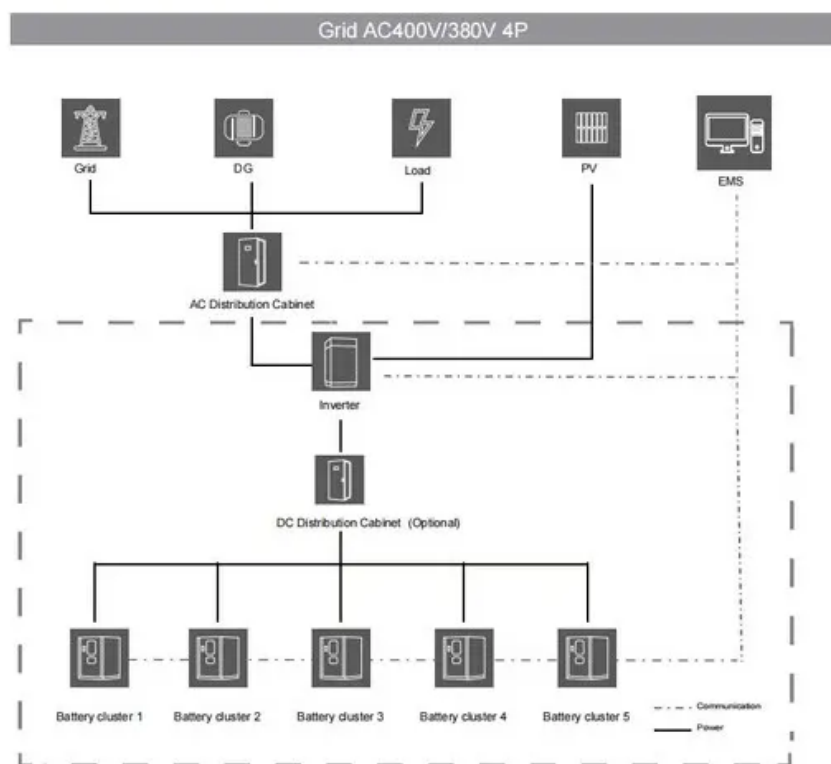 Grid AC400V/380V 4P
Grid
DG
Load
PV
EMS
AC Distribution Cabinet
Inverter
DC Distribution Cabinet (Optional)
Battery cluster 1
Battery cluster 2
Battery cluster 3
Battery cluster 4
Battery cluster 5
Communication
Power